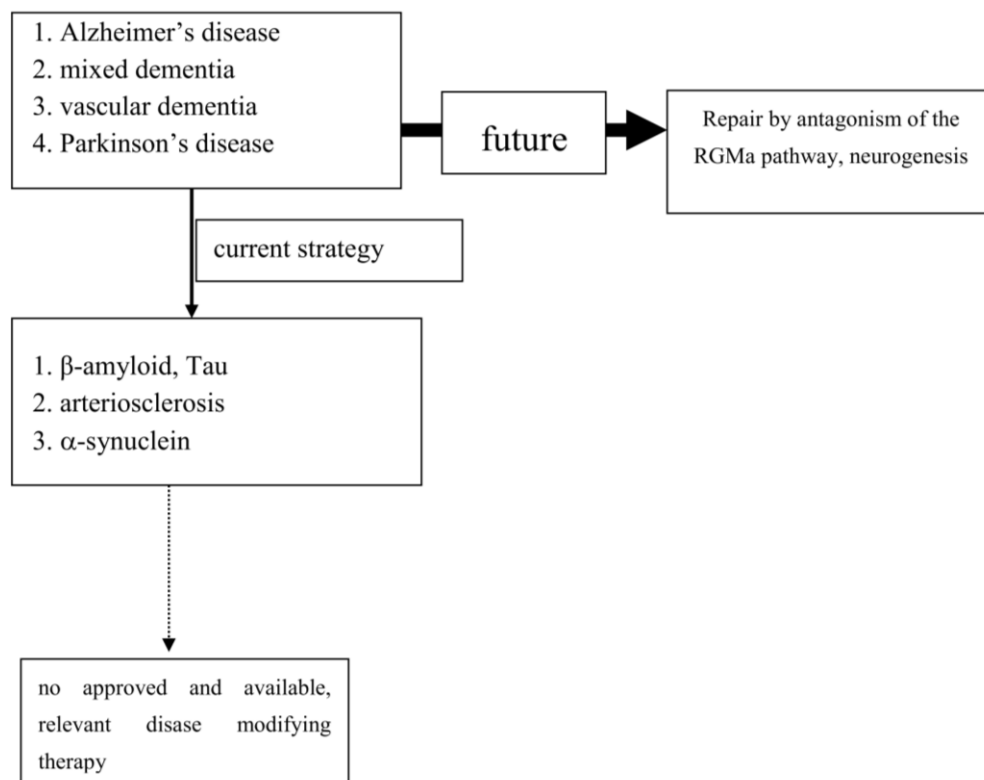 1. Alzheimer’s disease
2. mixed dementia
3. vascular dementia
4. Parkinson’s disease
future
Repair by antagonism of the
RGMa pathway, neurogenesis
current strategy
1. β-amyloid, Tau
2. arteriosclerosis
3. α-synuclein
no approved and available,
relevant disase modifying
therapy